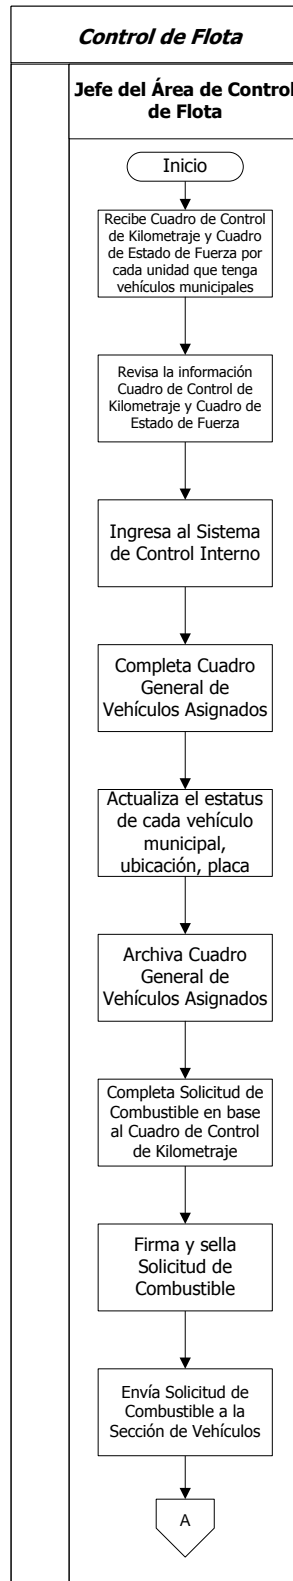 Control de Flota
Jefe del Área de Control
de Flota
Inicio
Recibe Cuadro de Control
de Kilometraje y Cuadro
de Estado de Fuerza por
cada unidad que tenga
vehículos municipales
Revisa la información
Cuadro de Control de
Kilometraje y Cuadro de
Estado de Fuerza
Ingresa al Sistema
de Control Interno
Completa Cuadro
General de
Vehículos Asignados
Actualiza el estatus
de cada vehículo
municipal,
ubicación, placa
Archiva Cuadro
General de
Vehículos Asignados
Completa Solicitud de
Combustible en base
al Cuadro de Control
de Kilometraje
Firma y sella
Solicitud de
Combustible
Envía Solicitud de
Combustible a la
Sección de Vehículos
A